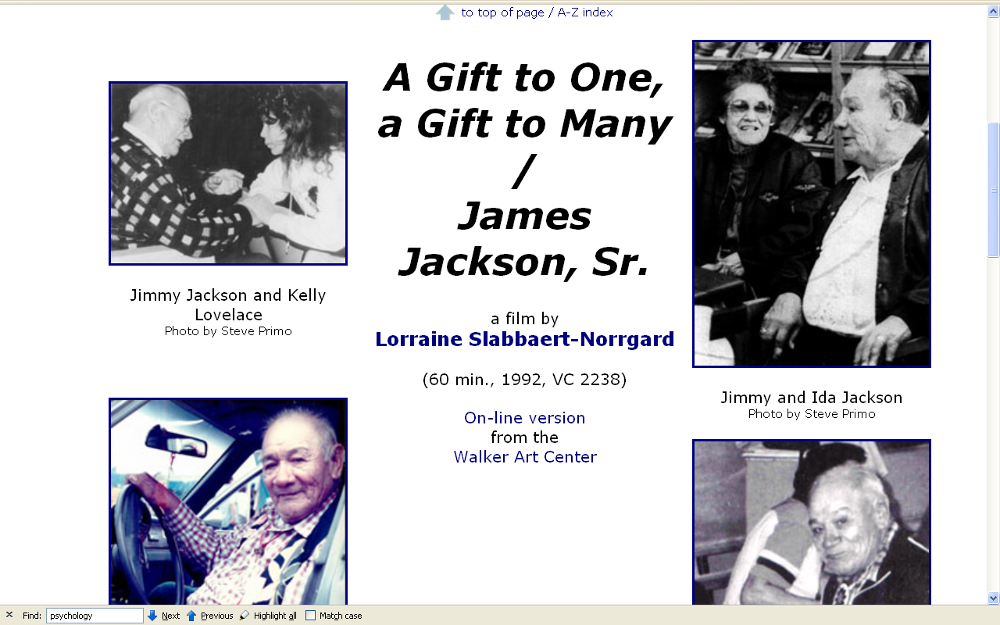 to top of page / A-Z index
A Gift to One,
a Gift to Many
/
James
Jackson, Sr.
Jimmy Jackson and Kelly
Lovelace
Photo by Steve Primo
a film by
Lorraine Slabbaert-Norrgard
(60 min., 1992, VC 2238)
On-line version
from the
Walker Art Center
Jimmy and Ida Jackson
Photo by Steve Primo
Find: psychology Next Previous Highlight all Match case